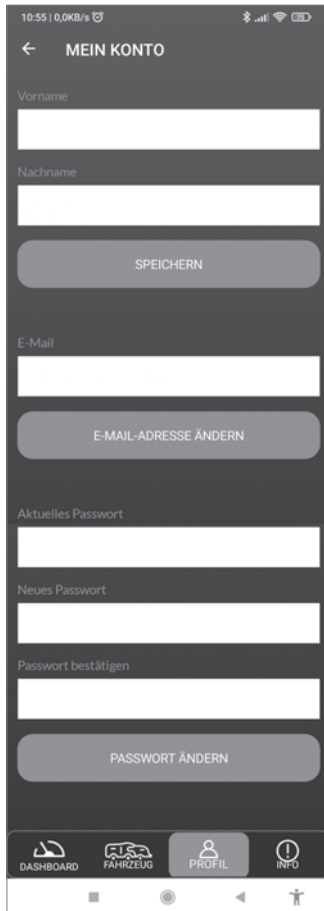 10:55 | 0,0KB/s
MEIN KONTO
Vorname
Nachname
SPEICHERN
E-Mail
E-MAIL-ADRESSE ÄNDERN
Aktuelles Passwort
Neues Passwort
Passwort bestätigen
PASSWORT ÄNDERN
DASHBOARD FAHRZEUG PROFIL INFO